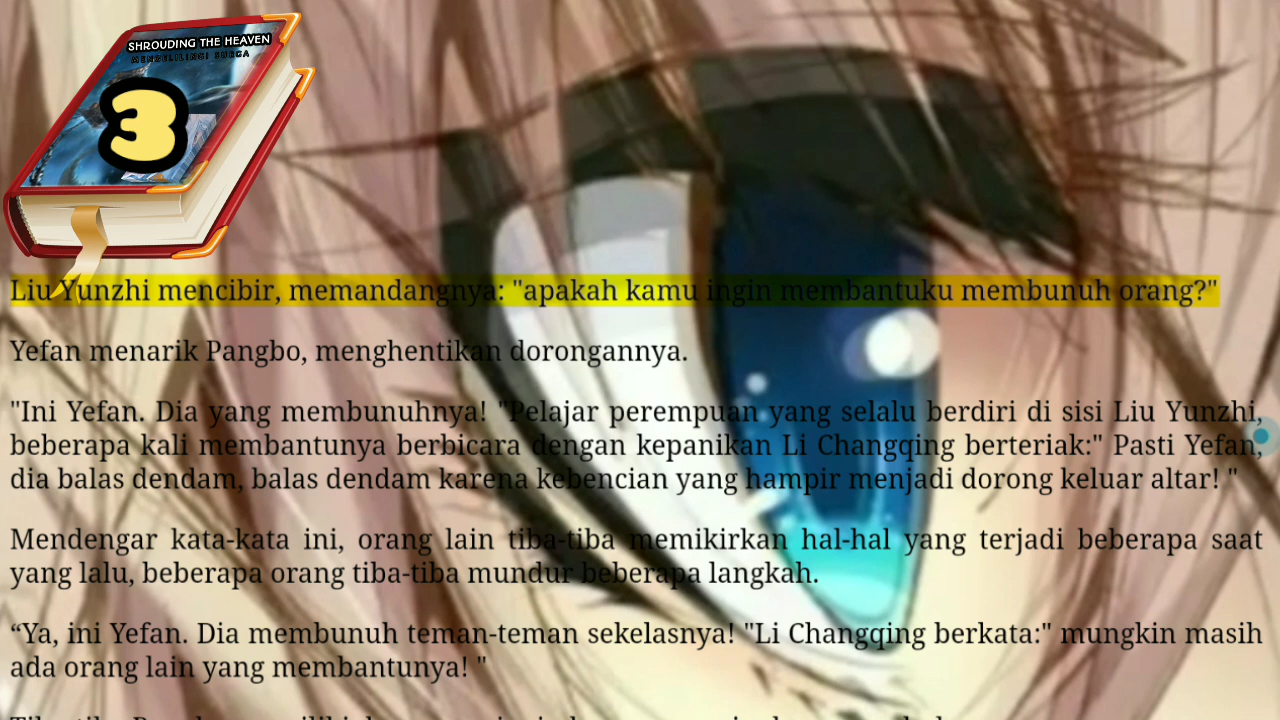 SHROUDING THE HEAVEN
MENGELILINGI SURGA
3
Liu Yunzhi mencibir, memandangnya: "apakah kamu ingin membantuku membunuh orang?"
Yefan menarik Pangbo, menghentikan dorongannya.
"Ini Yefan. Dia yang membunuhnya! "Pelajar perempuan yang selalu berdiri di sisi Liu Yunzhi,
beberapa kali membantunya berbicara dengan kepanikan Li Changqing berteriak:" Pasti Yefan,
dia balas dendam, balas dendam karena kebencian yang hampir menjadi dorong keluar altar! "
Mendengar kata-kata ini, orang lain tiba-tiba memikirkan hal-hal yang terjadi beberapa saat
yang lalu, beberapa orang tiba-tiba mundur beberapa langkah.
“Ya, ini Yefan. Dia membunuh teman-teman sekelasnya! "Li Changqing berkata:" mungkin masih
ada orang lain yang membantunya! "